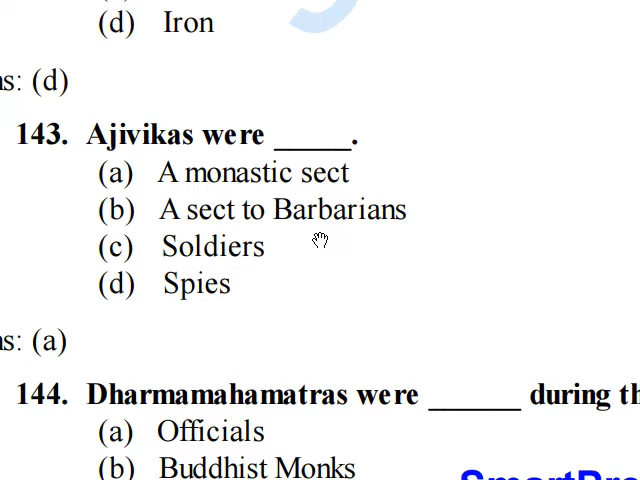 (d) Iron
ns: (d)
143. Ajivikas were _____.
(a) A monastic sect
(b) A sect to Barbarians
(c) Soldiers
(d) Spies
ns: (a)
144. Dharmamahamatras were ______ during th
(a) Officials
(b) Buddhist Monks